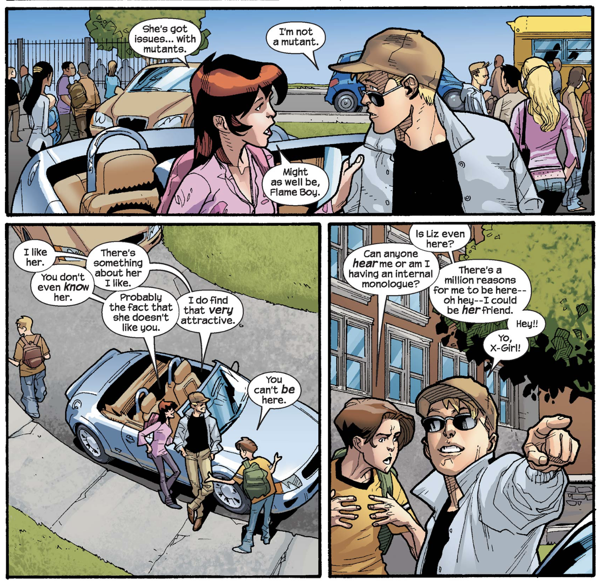 She's got
issues... with
mutants.
I'm not
a mutant.
Might
as well be,
Flame Boy.
I like
her.
You don't
even know
her.
There's
something
about her
I like.
Probably
the fact that
she doesn't
like you.
I do find
that very
attractive.
You
can't be
here.
Is Liz even
here?
Can anyone
hear me or am I
having an internal
monologue?
There's a
million reasons
for me to be here--
oh hey--I could
be her friend.
Hey!!
Yo,
X-Girl!